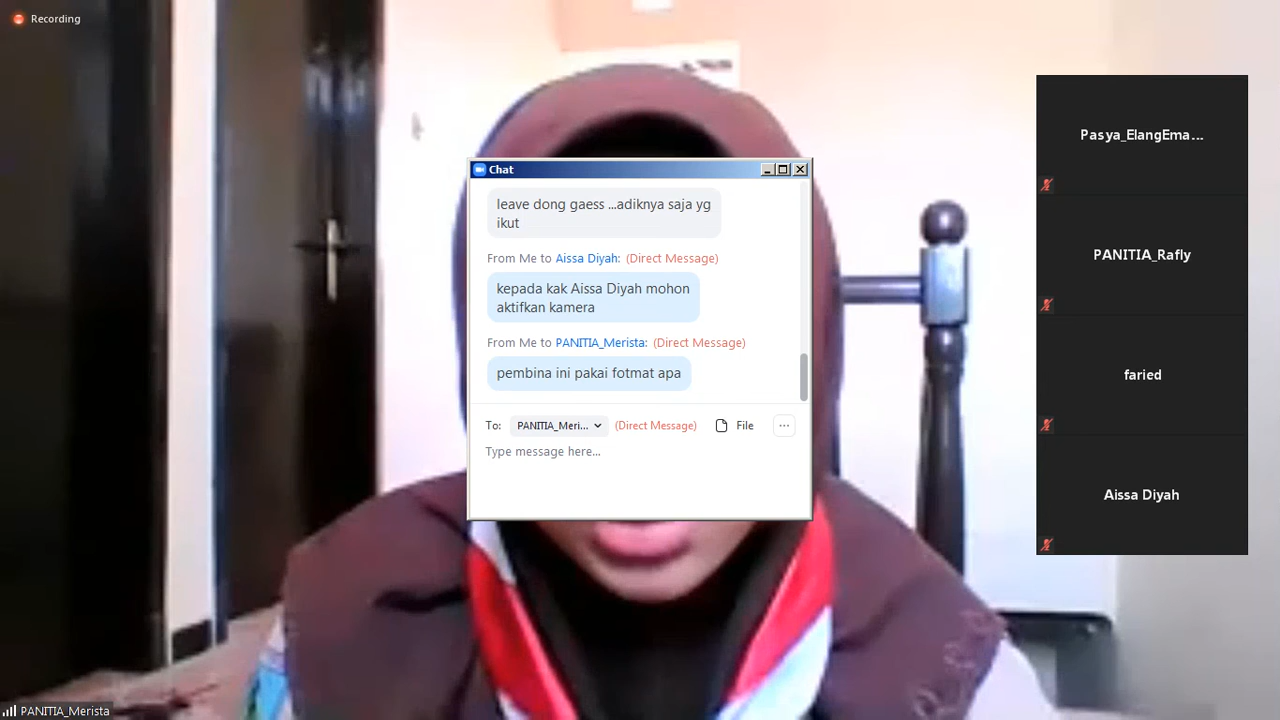 Recording
Chat
leave dong gaess ...adiknya saja yg
ikut
From Me to Aissa Diyah: (Direct Message)
kepada kak Aissa Diyah mohon
aktifkan kamera
From Me to PANITIA_Merista: (Direct Message)
pembina ini pakai fotmat apa
To: PANITIA_Meri... (Direct Message) File
Type message here...
Pasya_ElangEma...
PANITIA_Rafly
faried
Aissa Diyah
PANITIA_Merista